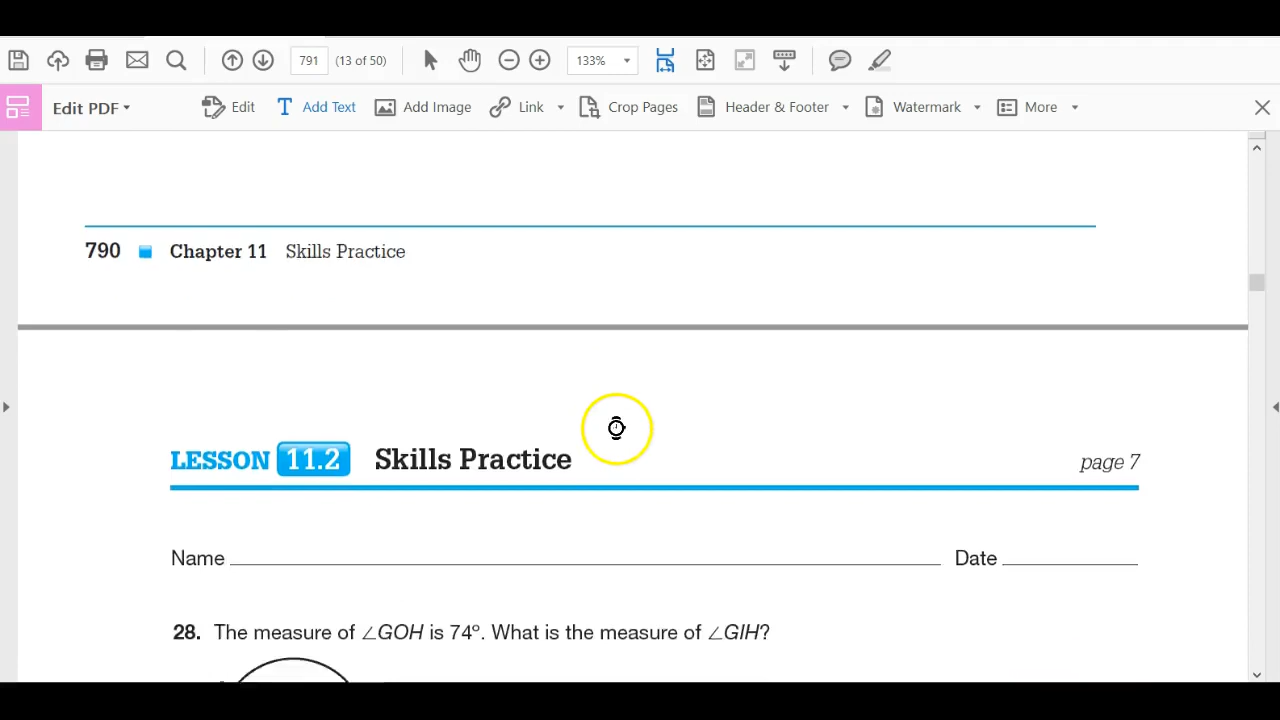 791 (13 of 50) 133%
Edit PDF Edit Add Text Add Image Link Crop Pages Header & Footer Watermark More
790 Chapter 11 Skills Practice
LESSON 11.2 Skills Practice page 7
Name Date
28. The measure of ∠GOH is 74º. What is the measure of ∠GIH?